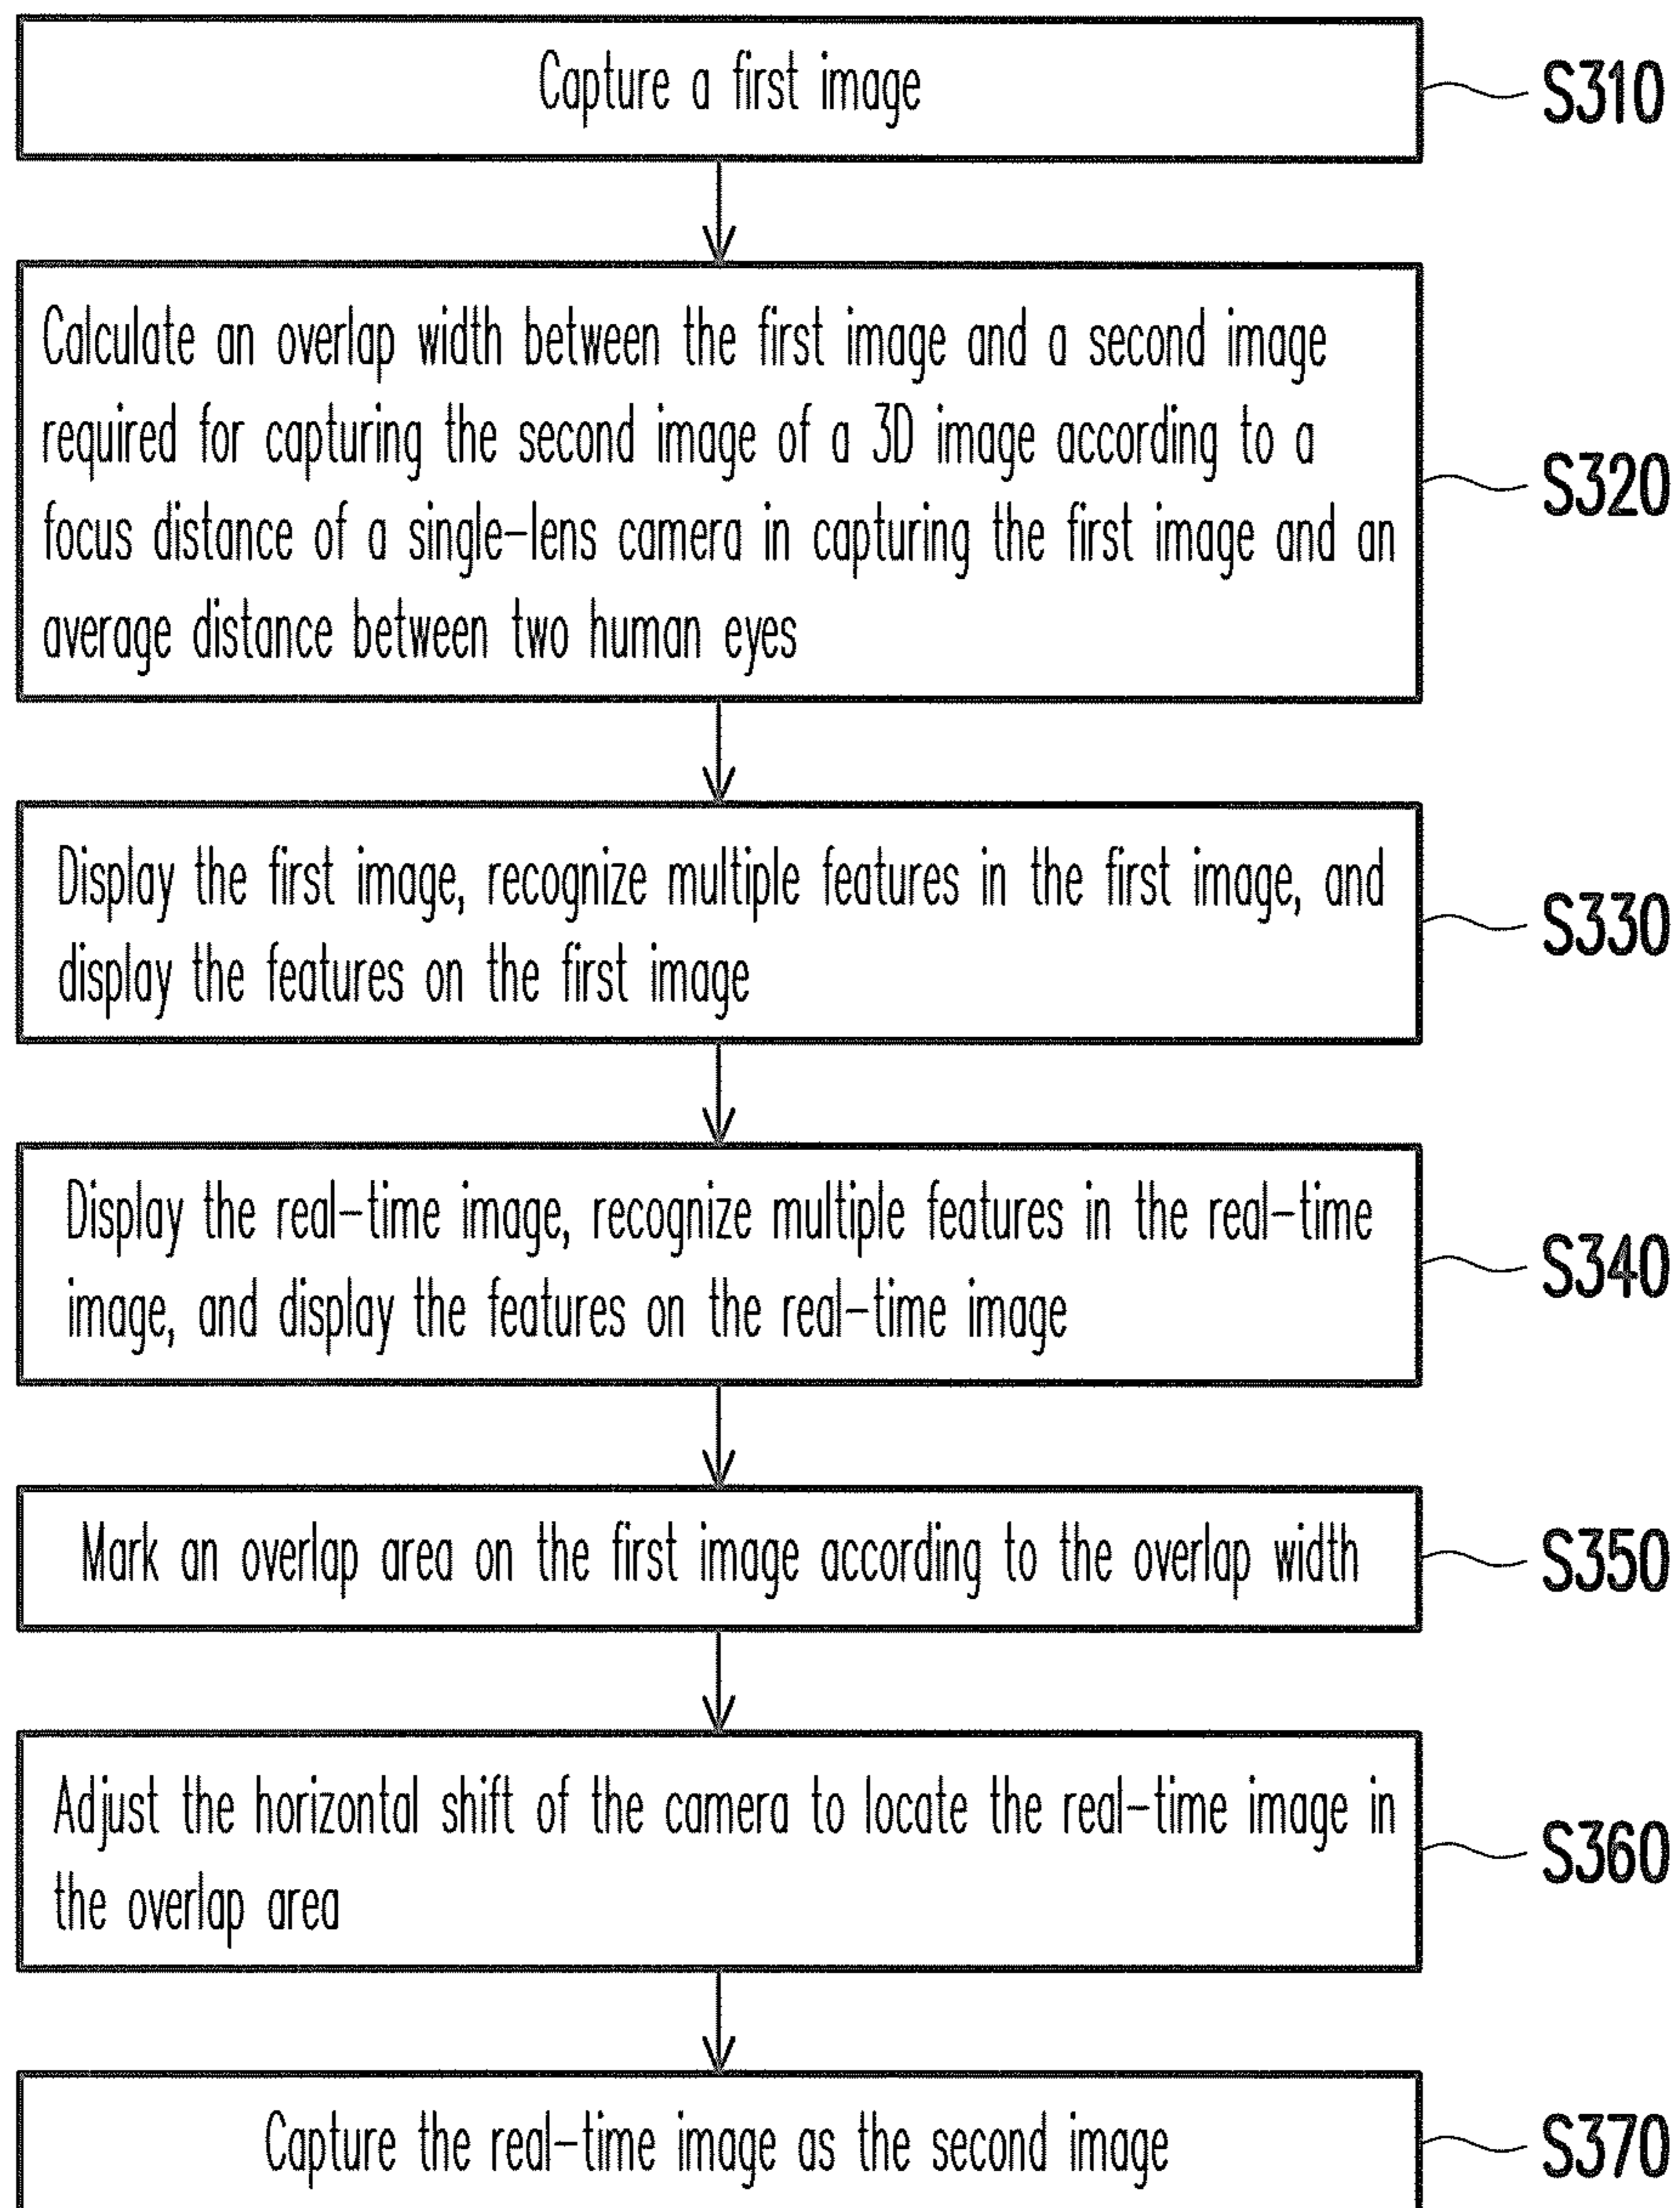 Capture a first image
S310
Calculate an overlap width between the first image and a second image
required for capturing the second image of a 3D image according to a
focus distance of a single-lens camera in capturing the first image and an
average distance between two human eyes
S320
Display the first image, recognize multiple features in the first image, and
display the features on the first image
S330
Display the real-time image, recognize multiple features in the real-time
image, and display the features on the real-time image
S340
Mark an overlap area on the first image according to the overlap width
S350
Adjust the horizontal shift of the camera to locate the real-time image in
the overlap area
S360
Capture the real-time image as the second image
S370